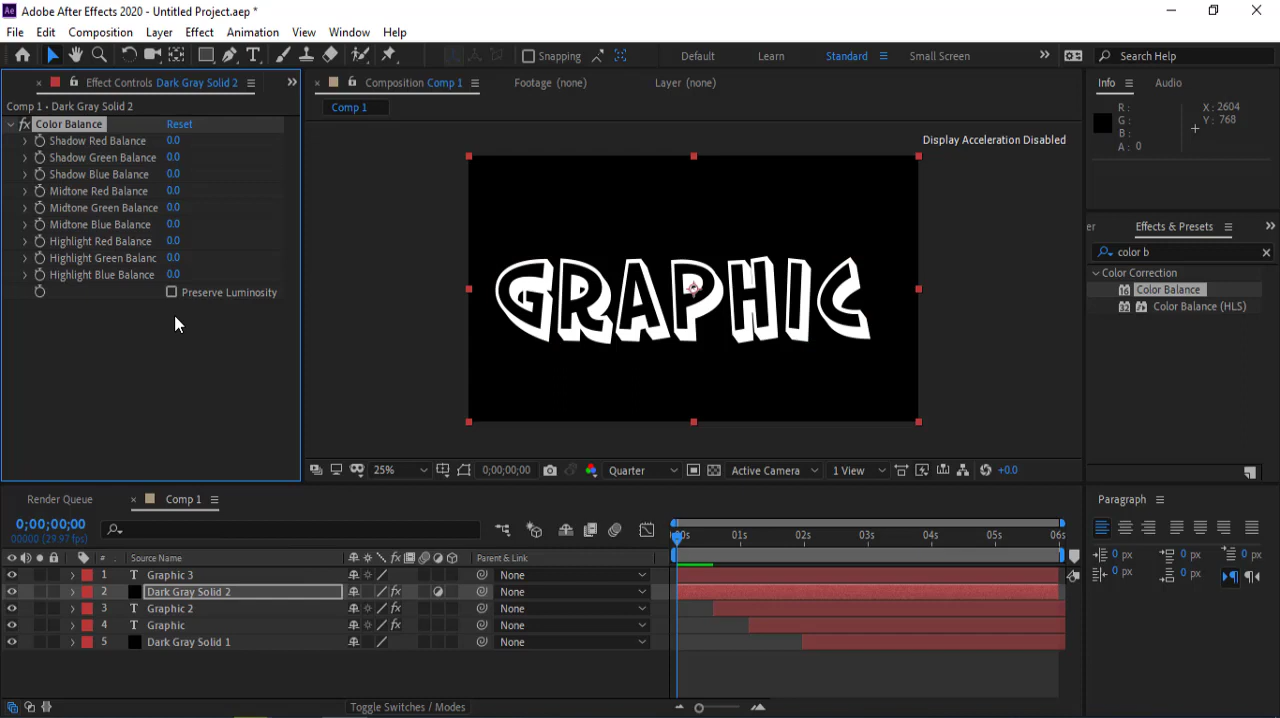 Adobe After Effects 2020 - Untitled Project.aep *
File Edit Composition Layer Effect Animation View Window Help
Snapping Default Learn Standard Small Screen Search Help
Effect Controls Dark Gray Solid 2
Composition Comp 1 Footage (none) Layer (none)
Info Audio
Comp 1 • Dark Gray Solid 2
Comp 1
fx Color Balance Reset
Shadow Red Balance 0.0
Shadow Green Balance 0.0
Shadow Blue Balance 0.0
Midtone Red Balance 0.0
Midtone Green Balance 0.0
Midtone Blue Balance 0.0
Highlight Red Balance 0.0
Highlight Green Balanc 0.0
Highlight Blue Balance 0.0
Preserve Luminosity
Display Acceleration Disabled
GRAPHIC
R :
G :
B :
A : 0
X : 2604
Y : 768
er Effects & Presets
color b
Color Correction
Color Balance
Color Balance (HLS)
25% 0;00;00;00 Quarter Active Camera 1 View +0.0
Render Queue Comp 1
0;00;00;00
00000 (29.97 fps)
:00s 01s 02s 03s 04s 05s 06s
# Source Name fx Parent & Link
1 T Graphic 3 None
2 Dark Gray Solid 2 fx None
3 T Graphic 2 fx None
4 T Graphic fx None
5 Dark Gray Solid 1 None
Toggle Switches / Modes
Paragraph
0 px 0 px 0 px
0 px 0 px